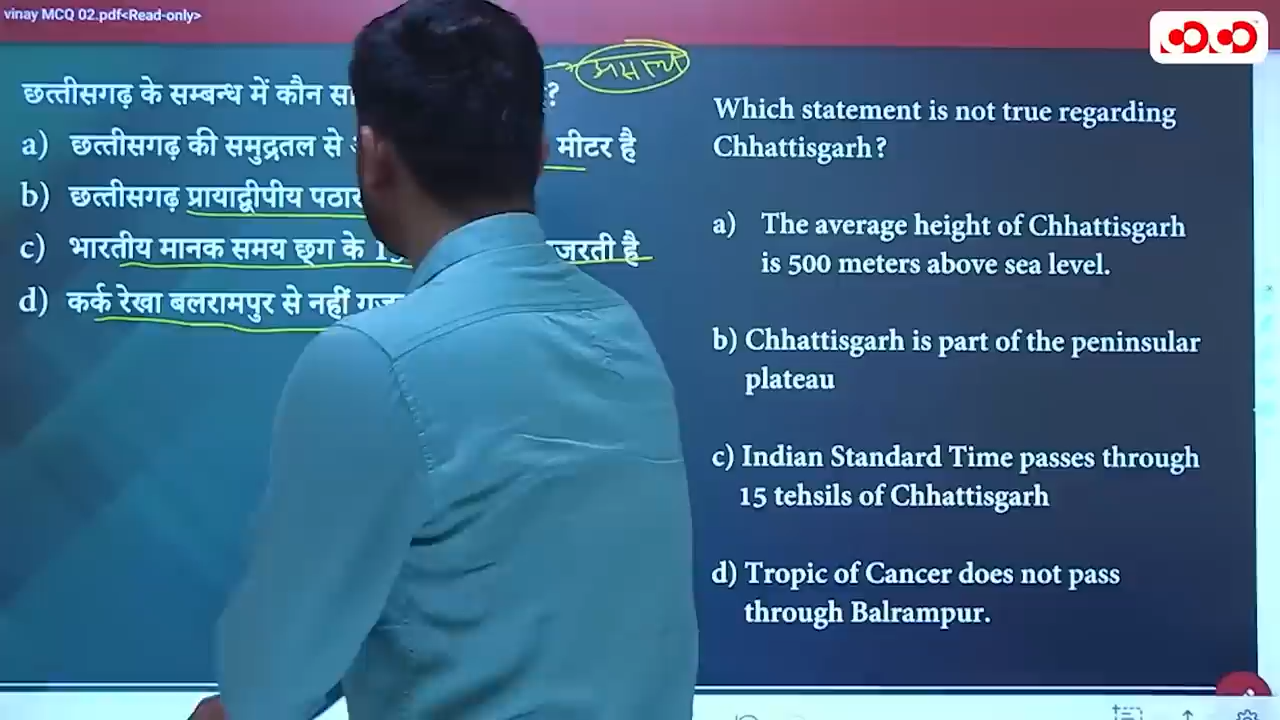 vinay MCQ 02.pdf<Read-only>
छत्तीसगढ़ के सम्बन्ध में कौन सा ?
असत्य
a) छत्तीसगढ़ की समुद्रतल से मीटर है
b) छत्तीसगढ़ प्रायाद्वीपीय पठार
c) भारतीय मानक समय छ्ग के है
d) कर्क रेखा बलरामपुर से नहीं
Which statement is not true regarding
Chhattisgarh?
a) The average height of Chhattisgarh
is 500 meters above sea level.
b) Chhattisgarh is part of the peninsular
plateau
c) Indian Standard Time passes through
15 tehsils of Chhattisgarh
d) Tropic of Cancer does not pass
through Balrampur.